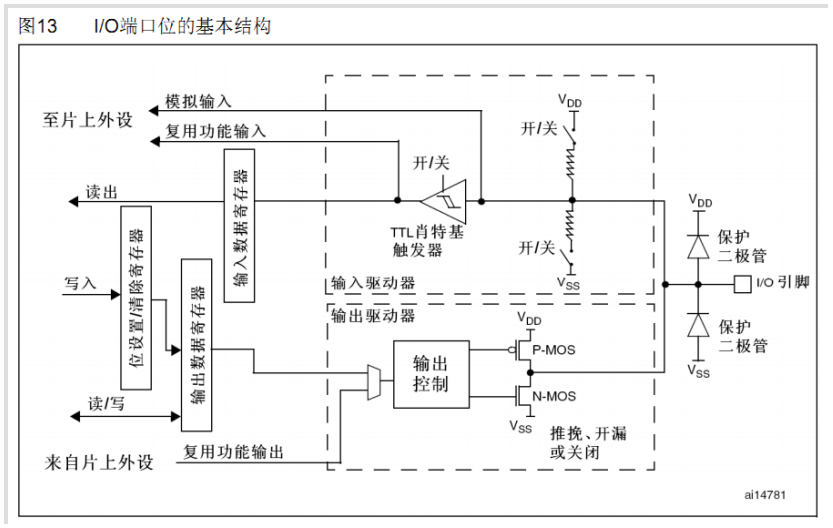 图13 I/O端口位的基本结构
至片上外设
模拟输入
复用功能输入
读出
写入
读/写
来自片上外设
复用功能输出
位设置/清除寄存器
输出数据寄存器
输入数据寄存器
开/关
TTL肖特基
触发器
VDD
开/关
开/关
VSS
输入驱动器
输出驱动器
输出
控制
VDD
P-MOS
N-MOS
VSS
推挽、开漏
或关闭
VDD
保护
二极管
I/O 引脚
保护
二极管
VSS
ai14781